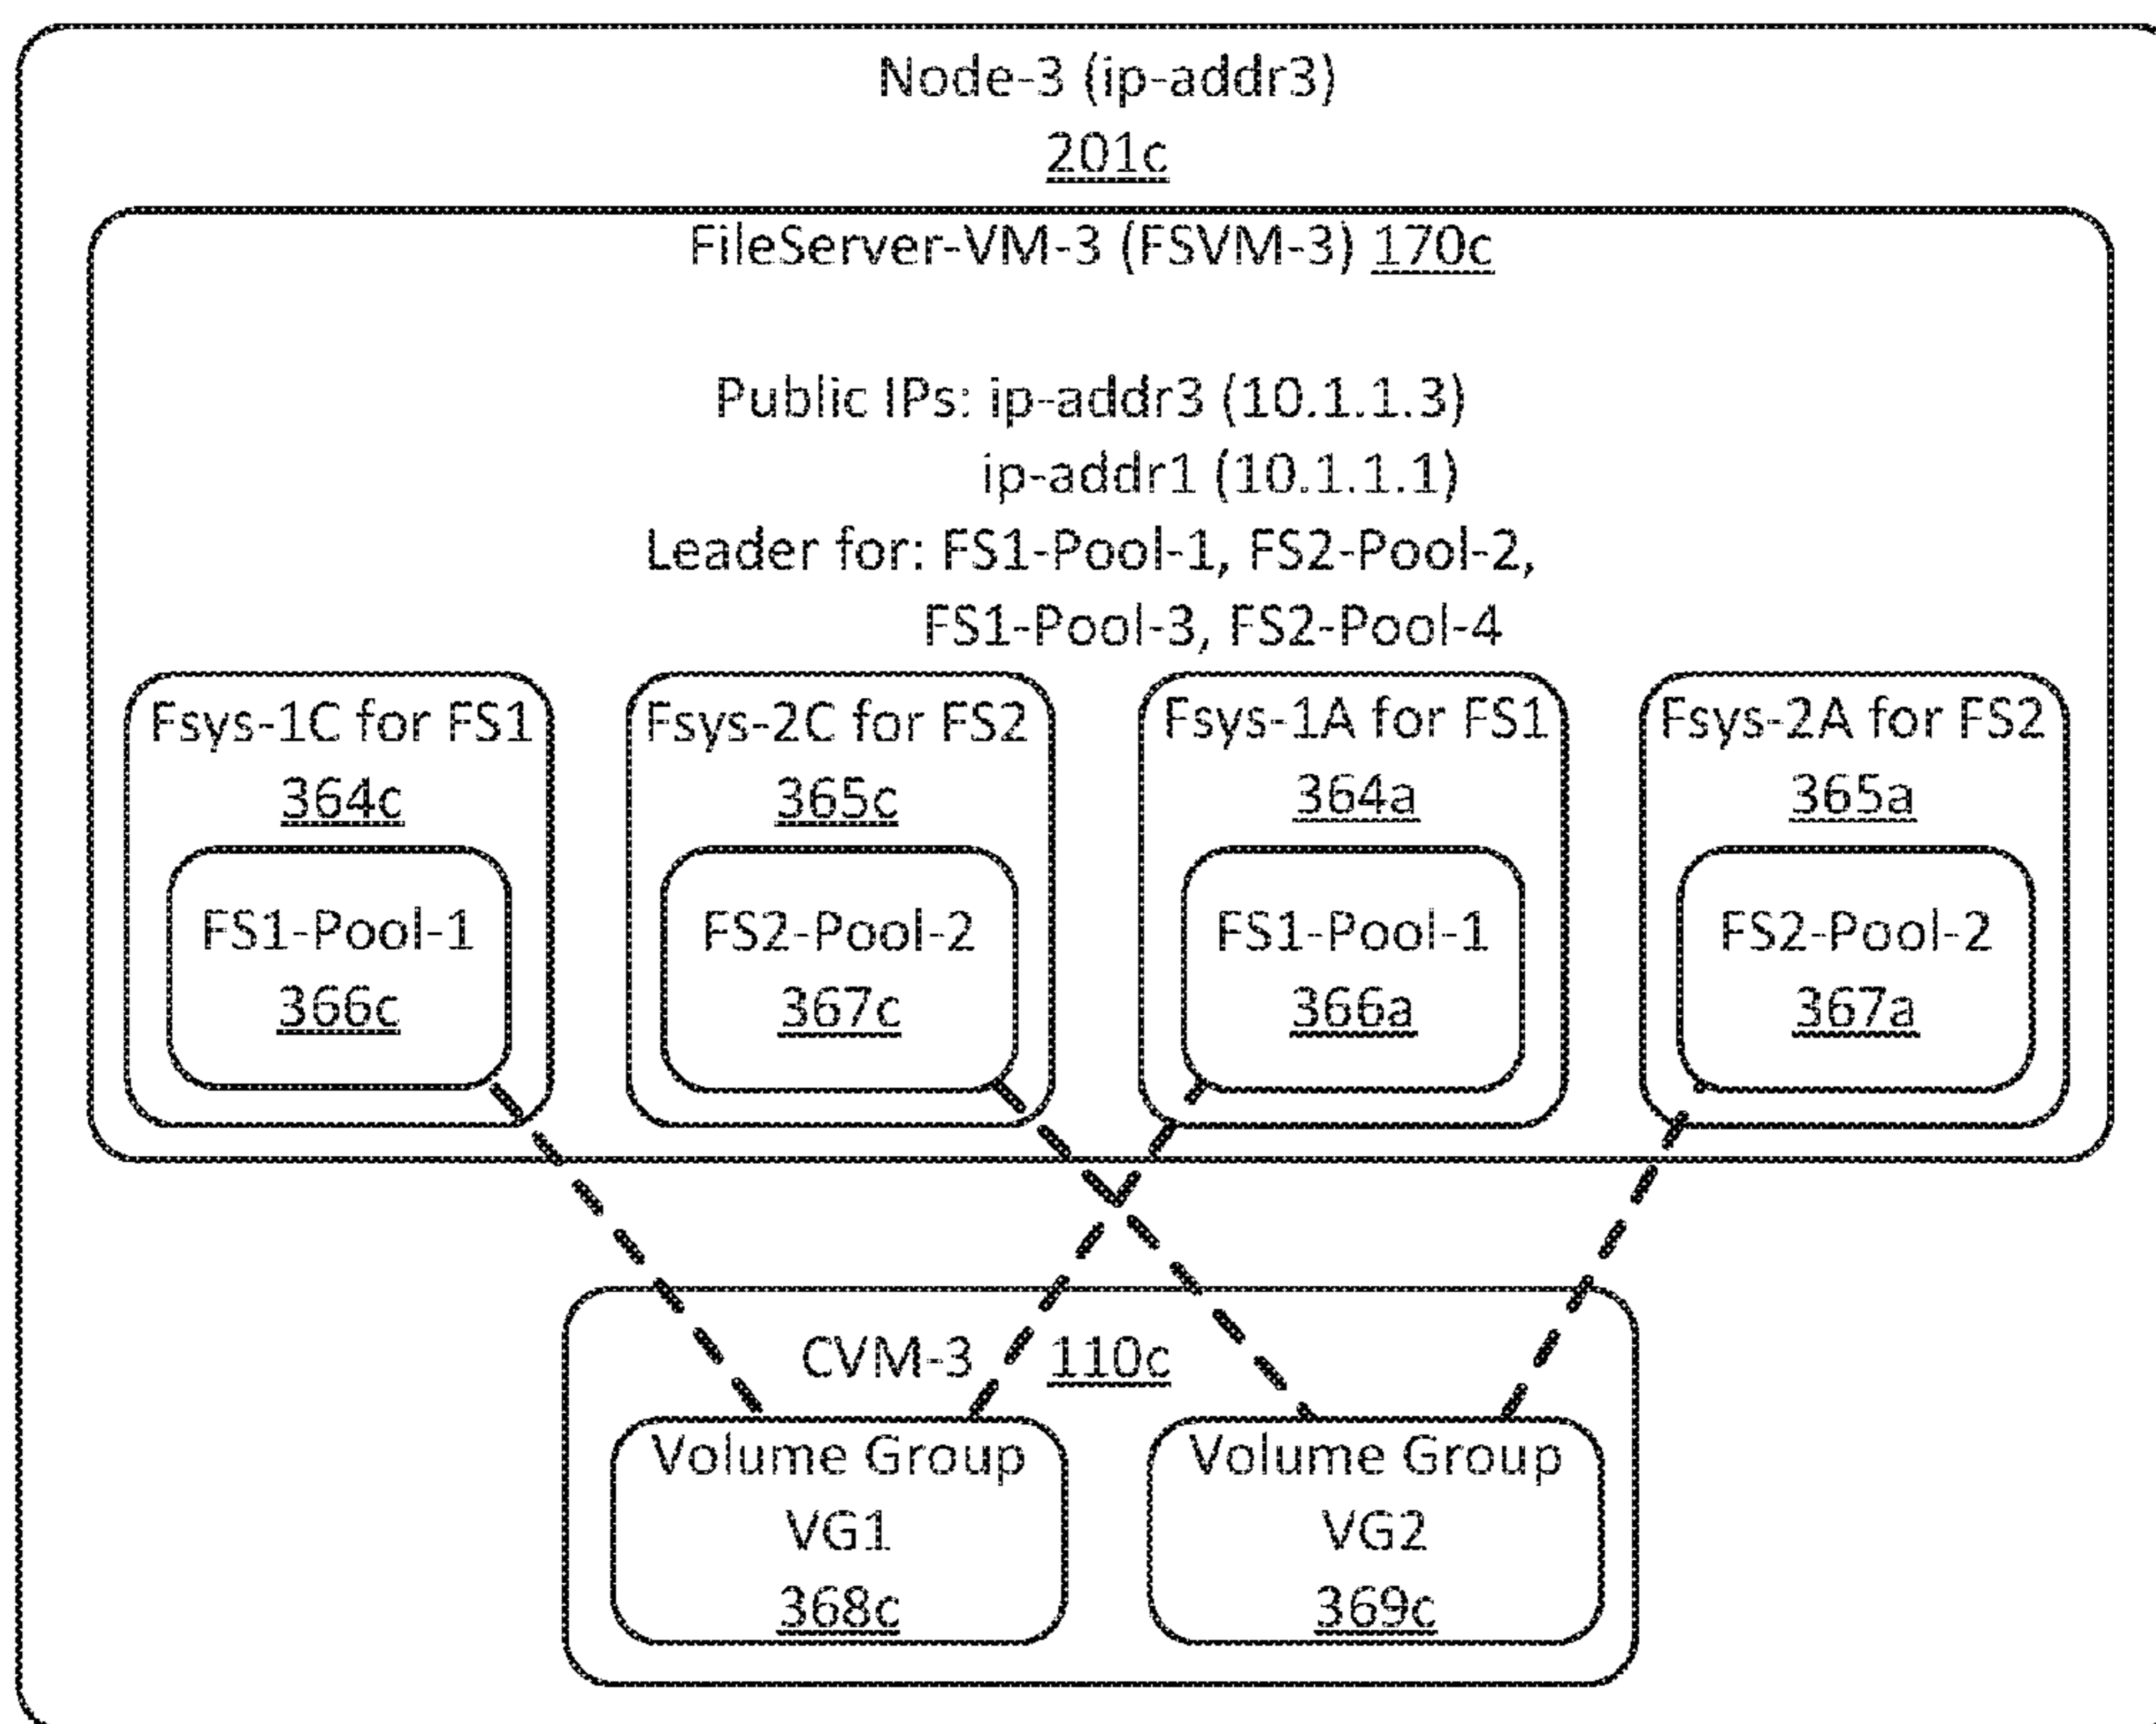 Node-3 (ip-addr3)
201c
FileServer-VM-3 (FSVM-3) 170c
Public IPs: ip-addr3 (10.1.1.3)
ip-addr1 (10.1.1.1)
Leader for: FS1-Pool-1, FS2-Pool-2,
FS1-Pool-3, FS2-Pool-4
Fsys-1C for FS1
364c
FS1-Pool-1
366c
Fsys-2C for FS2
365c
FS2-Pool-2
367c
Fsys-1A for FS1
364a
FS1-Pool-1
366a
Fsys-2A for FS2
365a
FS2-Pool-2
367a
CVM-3 110c
Volume Group
VG1
368c
Volume Group
VG2
369c